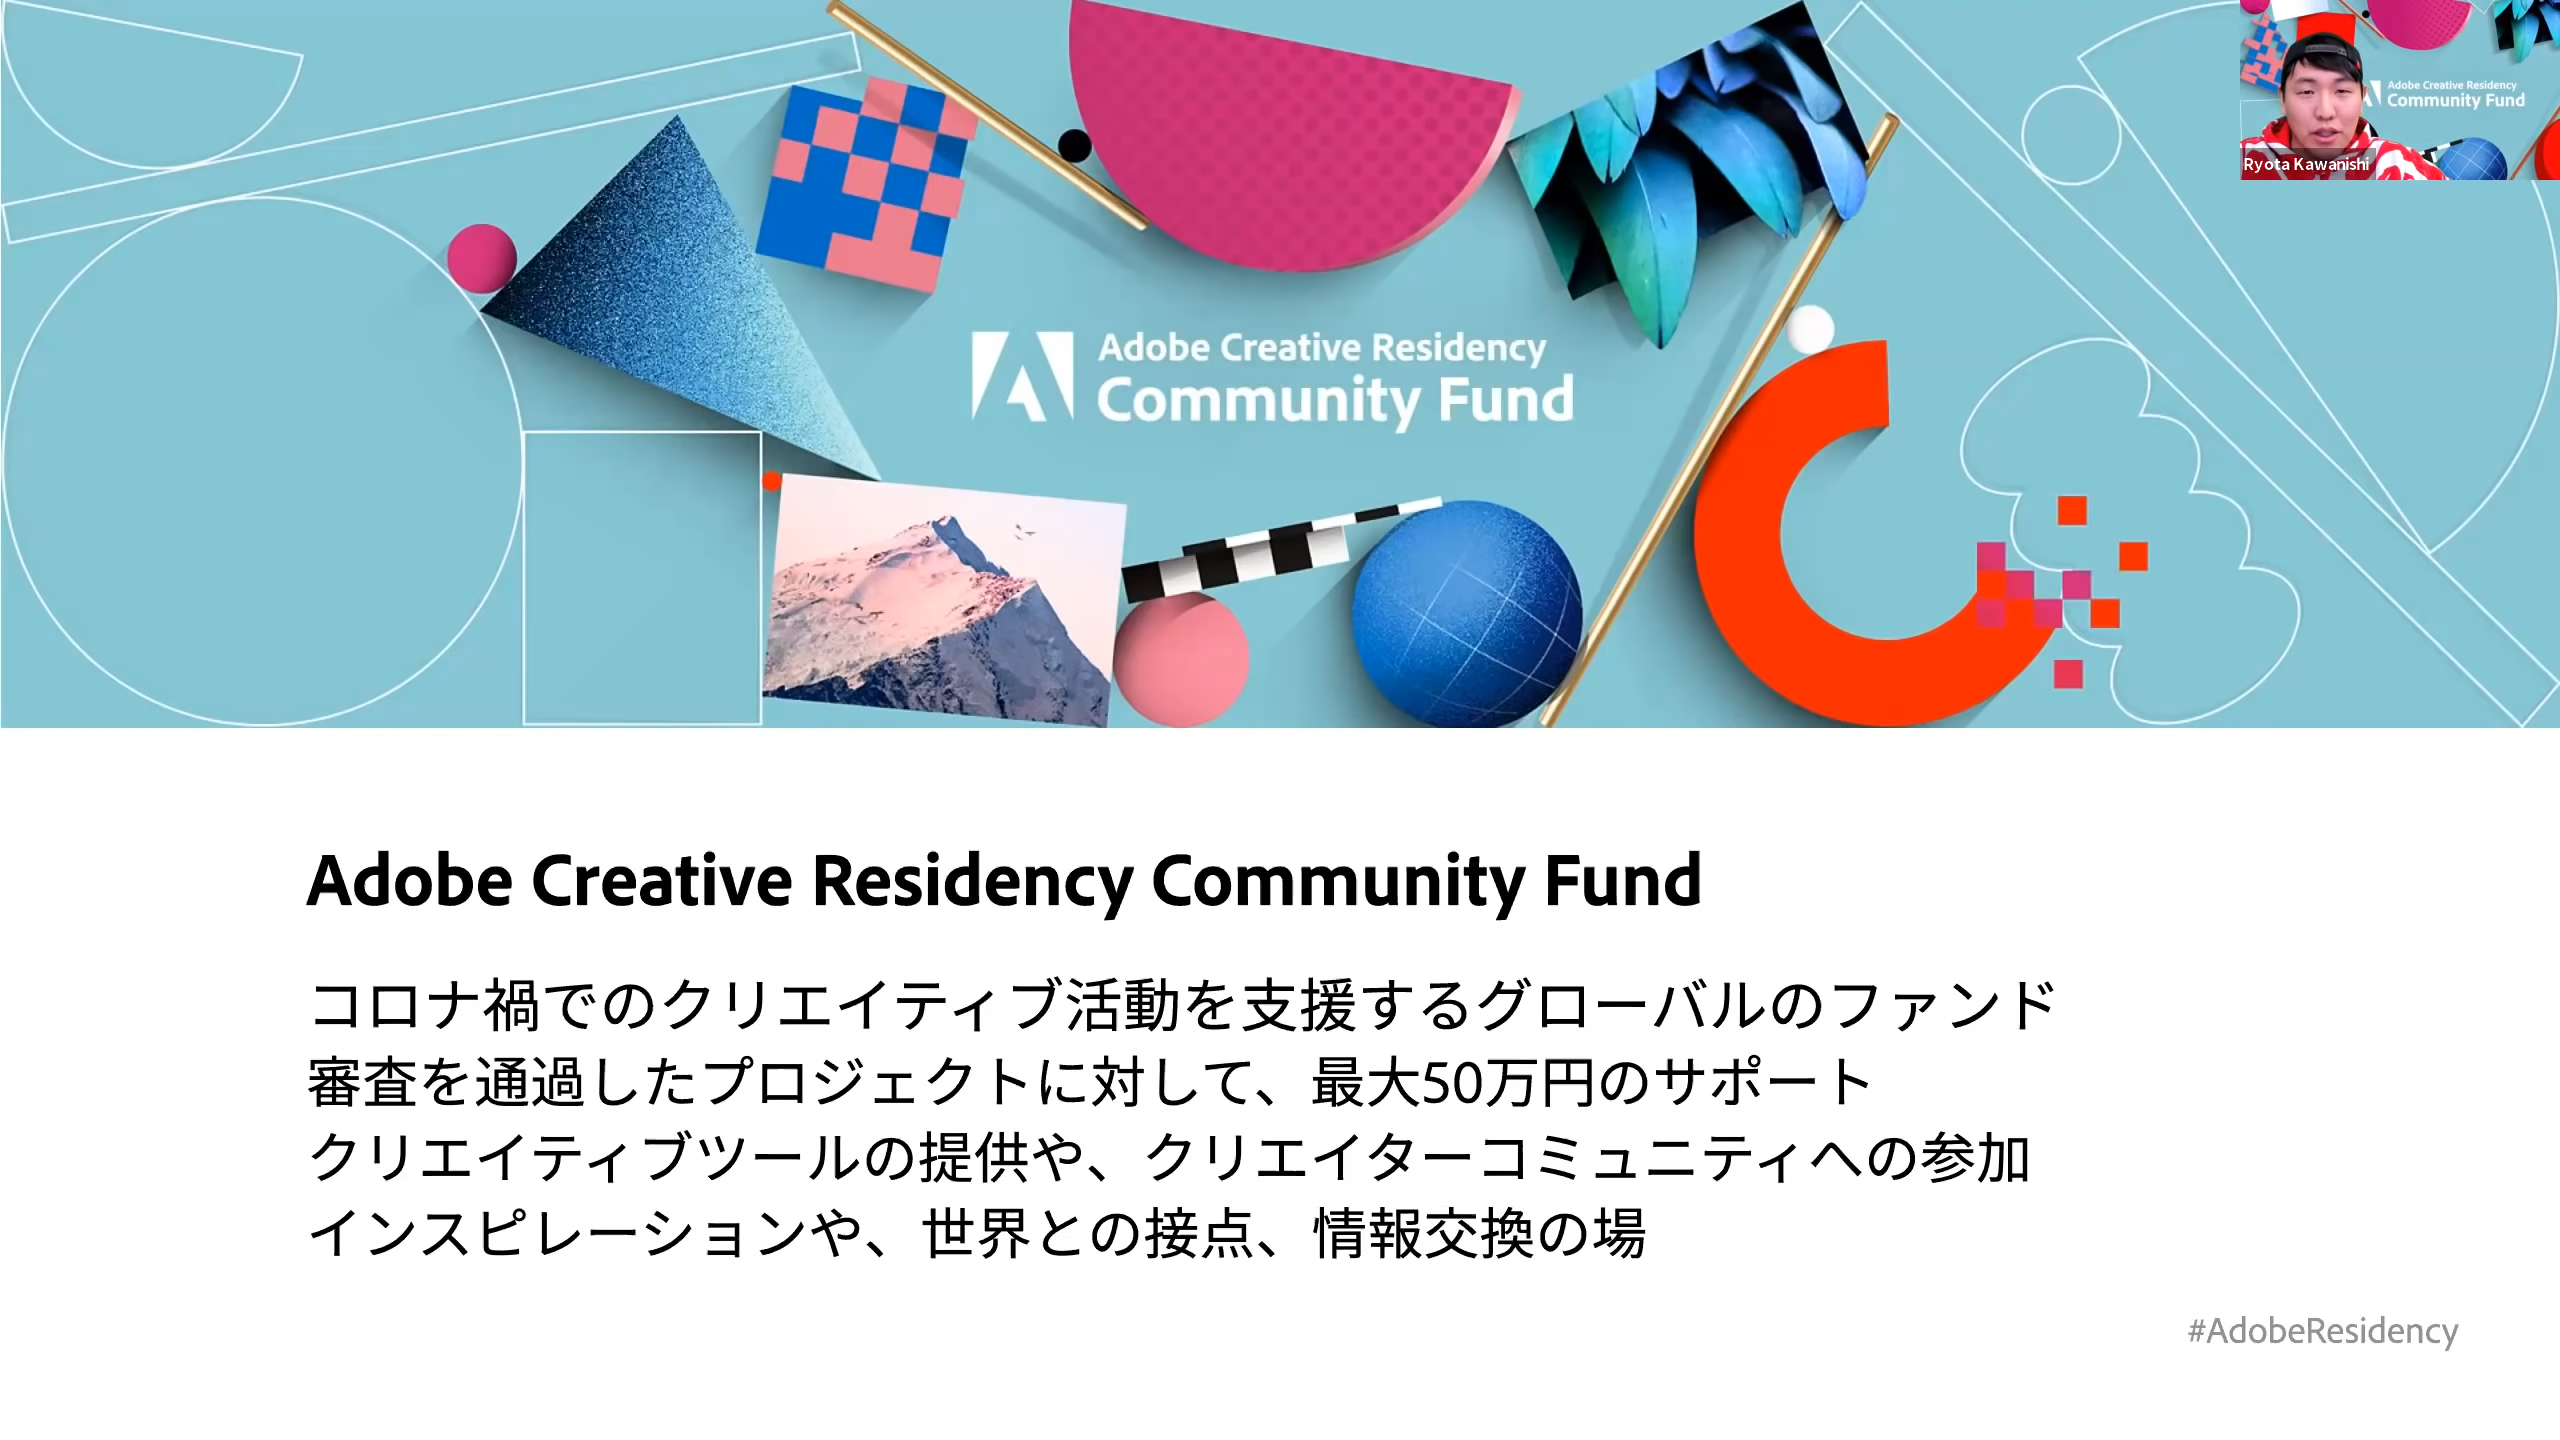 Adobe Creative Residency
Community Fund
Adobe Creative Residency
Community Fund
Ryota Kawanishi
Adobe Creative Residency Community Fund
コロナ禍でのクリエイティブ活動を支援するグローバルのファンド
審査を通過したプロジェクトに対して、最大50万円のサポート
クリエイティブツールの提供や、クリエイターコミュニティへの参加
インスピレーションや、世界との接点、情報交換の場
#AdobeResidency